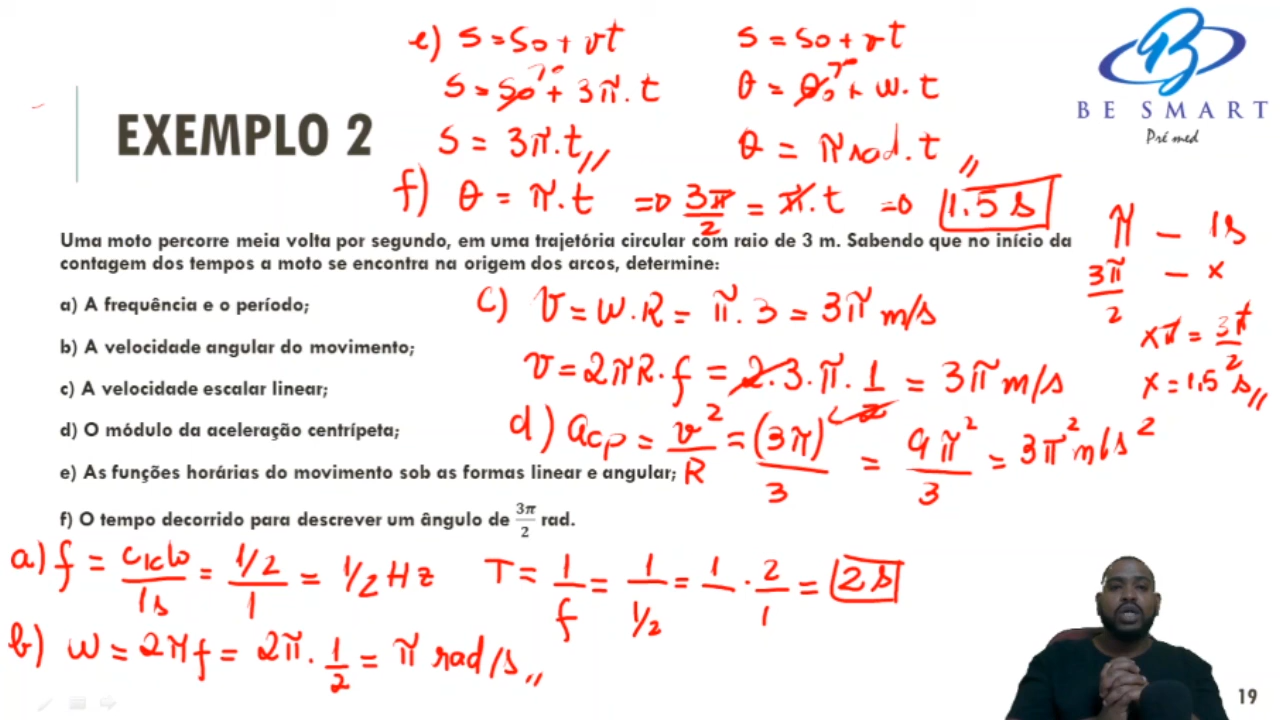 e) S = So + vt
S = So + vt
S = So + 3π.t
θ = θo + w.t
EXEMPLO 2
S = 3π.t//
θ = π rad.t //
f) θ = π.t ⇒ 3π/2 = π.t ⇒ 1.5 s
BE SMART
Pré med
Uma moto percorre meia volta por segundo, em uma trajetória circular com raio de 3 m. Sabendo que no início da
contagem dos tempos a moto se encontra na origem dos arcos, determine:
π — 1s
3π/2 — x
xπ = 3π/2
x = 1.5 s//
a) A frequência e o período;
c) V = W.R = π.3 = 3π m/s
b) A velocidade angular do movimento;
v = 2πR.f = 2.3.π.1/2 = 3π m/s
c) A velocidade escalar linear;
d) O módulo da aceleração centrípeta;
d) acp = v²/R = (3π)²/3 = 9π²/3 = 3π² m/s²
e) As funções horárias do movimento sob as formas linear e angular;
f) O tempo decorrido para descrever um ângulo de 3π/2 rad.
a) f = ciclo/1s = 1/2/1 = 1/2 Hz
T = 1/f = 1/1/2 = 1/1 . 2/1 = 2 s
b) W = 2πf = 2π.1/2 = π rad/s//
19